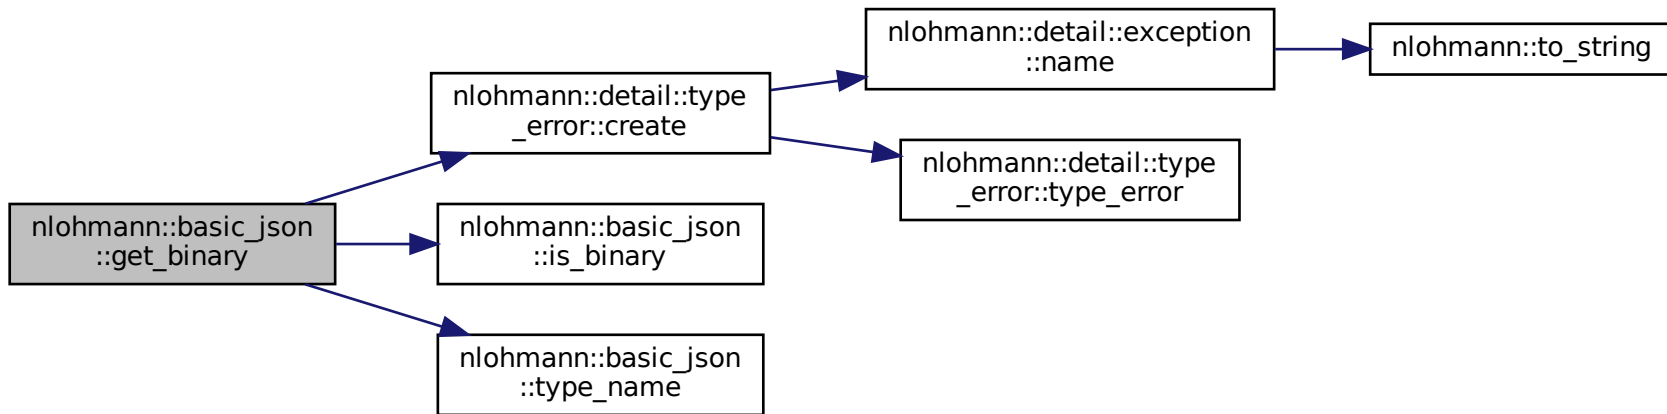 nlohmann::basic_json
::get_binary
nlohmann::detail::type
_error::create
nlohmann::basic_json
::is_binary
nlohmann::basic_json
::type_name
nlohmann::detail::exception
::name
nlohmann::detail::type
_error::type_error
nlohmann::to_string